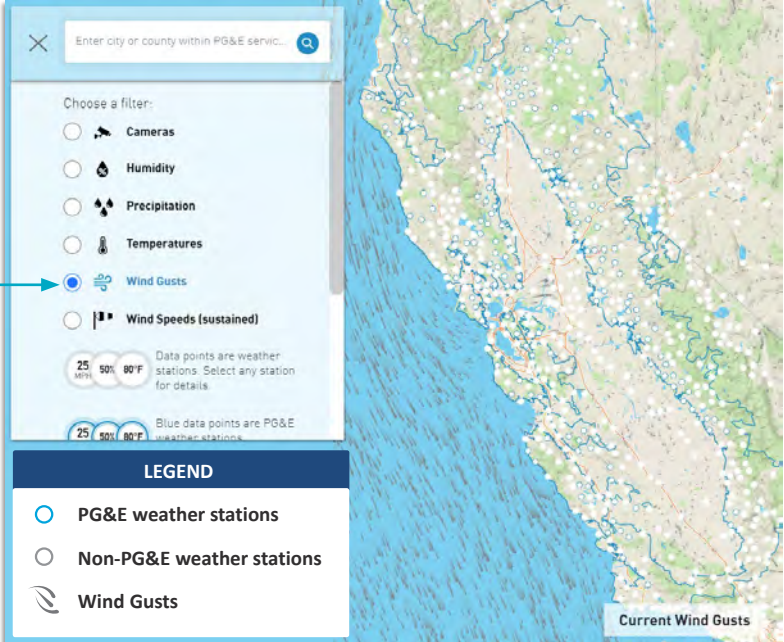 Enter city or county within PG&E servic...
Choose a filter:
Cameras
Humidity
Precipitation
Temperatures
Wind Gusts
Wind Speeds (sustained)
25 MPH 50% 80°F
Data points are weather
stations. Select any station
for details.
25 50% 80°F
Blue data points are PG&E
weather stations
LEGEND
PG&E weather stations
Non-PG&E weather stations
Wind Gusts
Current Wind Gusts